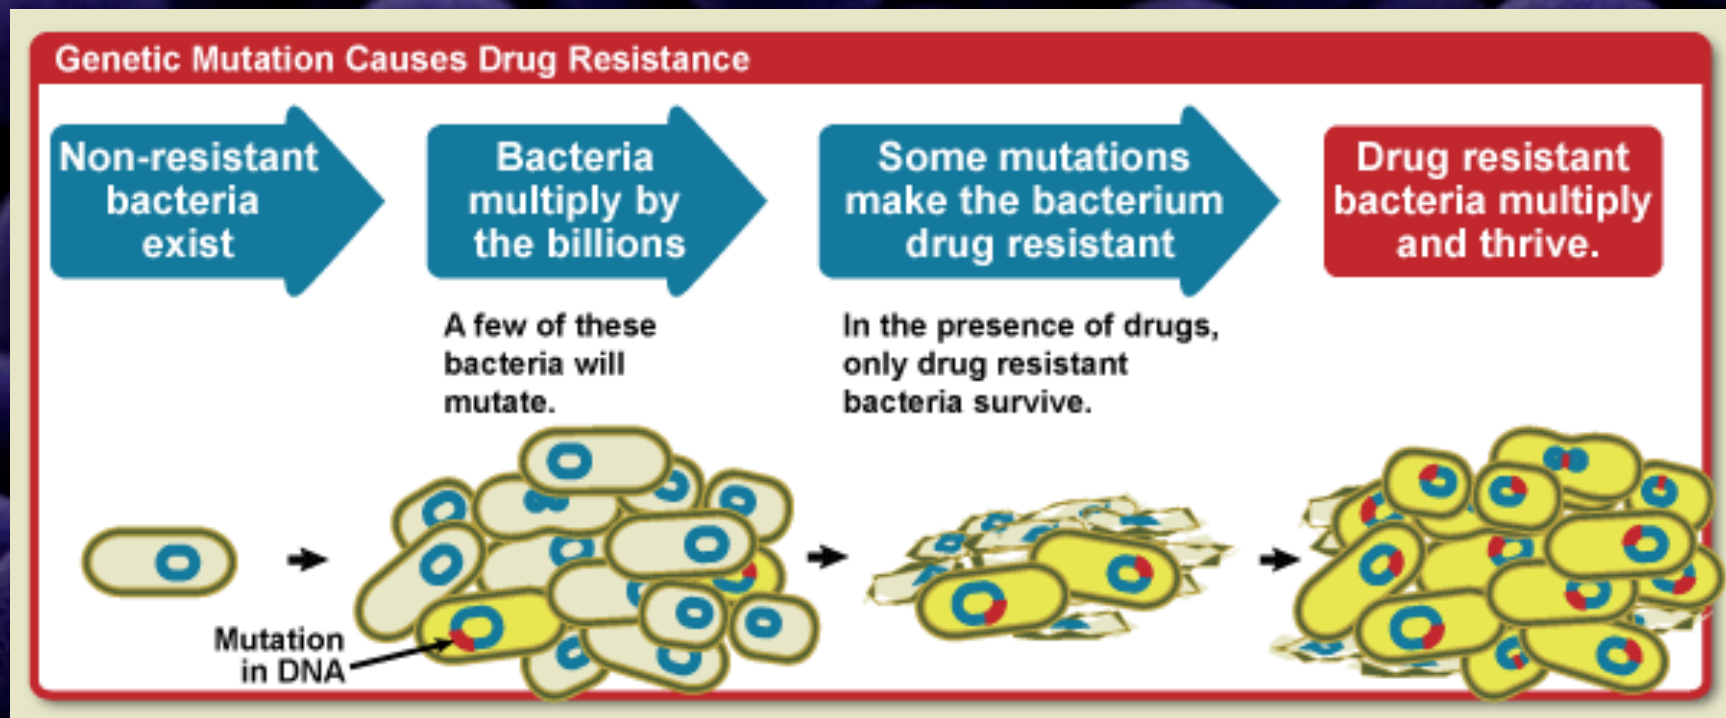 Genetic Mutation Causes Drug Resistance
Non-resistant
bacteria
exist
Bacteria
multiply by
the billions
Some mutations
make the bacterium
drug resistant
Drug resistant
bacteria multiply
and thrive.
A few of these
bacteria will
mutate.
In the presence of drugs,
only drug resistant
bacteria survive.
Mutation
in DNA